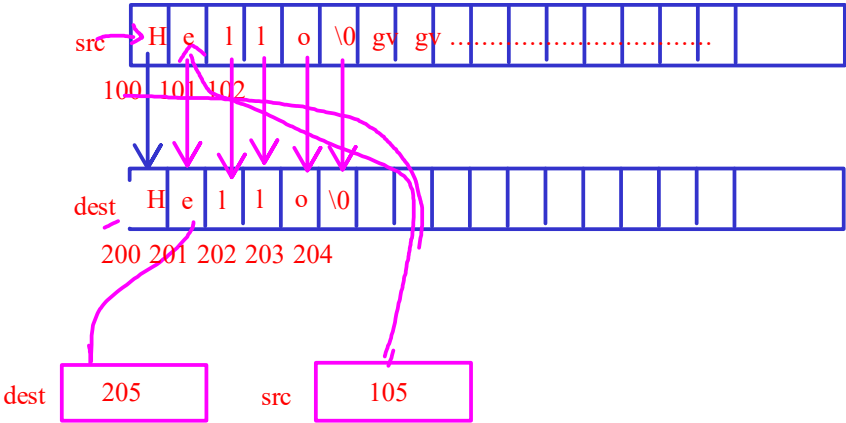 src H e l l o \0 gv gv ..................................
100 101 102
dest H e l l o \0
200 201 202 203 204
dest 205 src 105